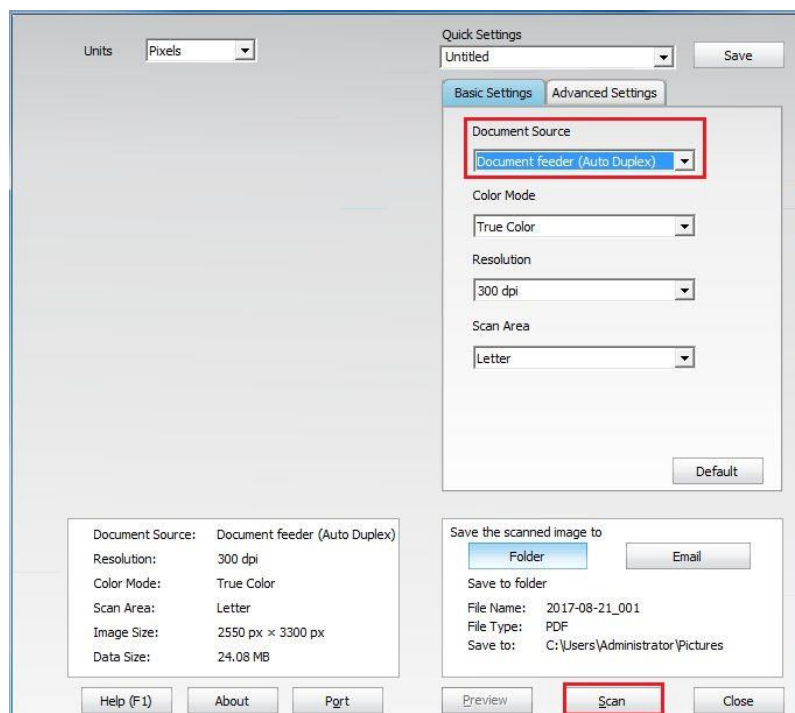 Units
Pixels
Quick Settings
Untitled
Save
Basic Settings
Advanced Settings
Document Source
Document feeder (Auto Duplex)
Color Mode
True Color
Resolution
300 dpi
Scan Area
Letter
Default
Document Source: Document feeder (Auto Duplex)
Resolution: 300 dpi
Color Mode: True Color
Scan Area: Letter
Image Size: 2550 px × 3300 px
Data Size: 24.08 MB
Save the scanned image to
Folder
Email
Save to folder
File Name: 2017-08-21_001
File Type: PDF
Save to: C:\Users\Administrator\Pictures
Help (F1)
About
Port
Preview
Scan
Close